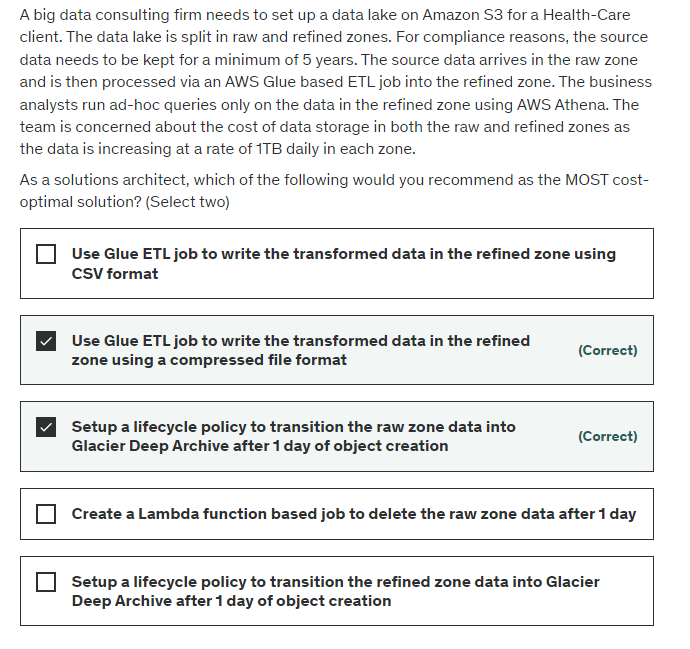 A big data consulting firm needs to set up a data lake on Amazon S3 for a Health-Care
client. The data lake is split in raw and refined zones. For compliance reasons, the source
data needs to be kept for a minimum of 5 years. The source data arrives in the raw zone
and is then processed via an AWS Glue based ETL job into the refined zone. The business
analysts run ad-hoc queries only on the data in the refined zone using AWS Athena. The
team is concerned about the cost of data storage in both the raw and refined zones as
the data is increasing at a rate of 1TB daily in each zone.
As a solutions architect, which of the following would you recommend as the MOST cost-
optimal solution? (Select two)
Use Glue ETL job to write the transformed data in the refined zone using
CSV format
Use Glue ETL job to write the transformed data in the refined
zone using a compressed file format
(Correct)
Setup a lifecycle policy to transition the raw zone data into
Glacier Deep Archive after 1 day of object creation
(Correct)
Create a Lambda function based job to delete the raw zone data after 1 day
Setup a lifecycle policy to transition the refined zone data into Glacier
Deep Archive after 1 day of object creation